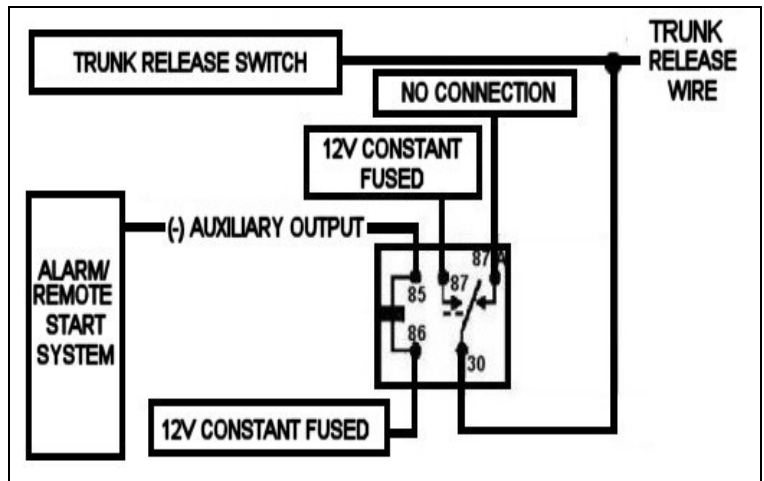 TRUNK RELEASE SWITCH
TRUNK
RELEASE
WIRE
NO CONNECTION
12V CONSTANT
FUSED
(-) AUXILIARY OUTPUT
ALARM/
REMOTE
START
SYSTEM
87A
87
85
86
30
12V CONSTANT FUSED